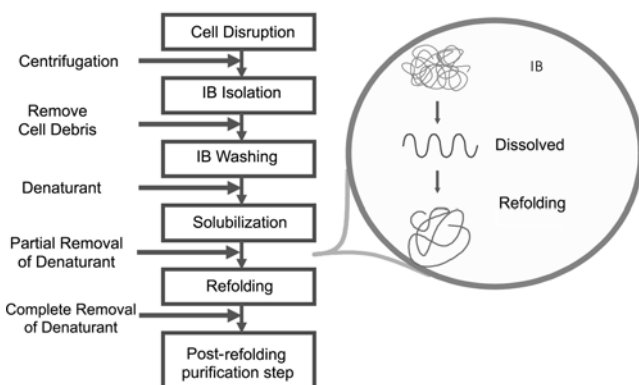 Cell Disruption
Centrifugation
IB Isolation
Remove
Cell Debris
IB Washing
Denaturant
Solubilization
Partial Removal
of Denaturant
Refolding
Complete Removal
of Denaturant
Post-refolding
purification step
IB
Dissolved
Refolding